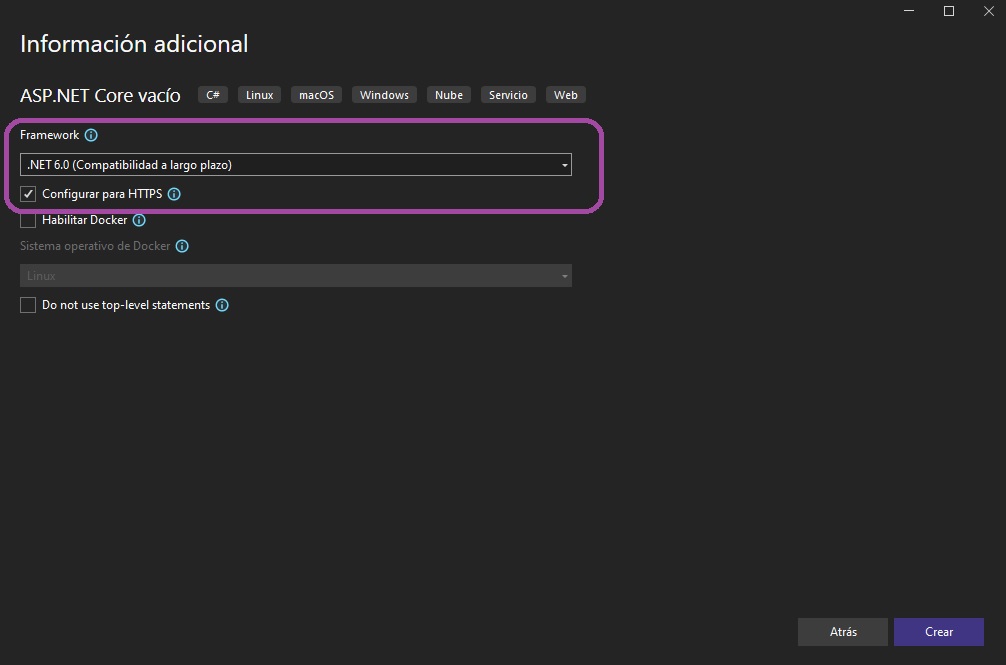 Información adicional
ASP.NET Core vacío C# Linux macOS Windows Nube Servicio Web
Framework
.NET 6.0 (Compatibilidad a largo plazo)
Configurar para HTTPS
Habilitar Docker
Sistema operativo de Docker
Linux
Do not use top-level statements
Atrás Crear